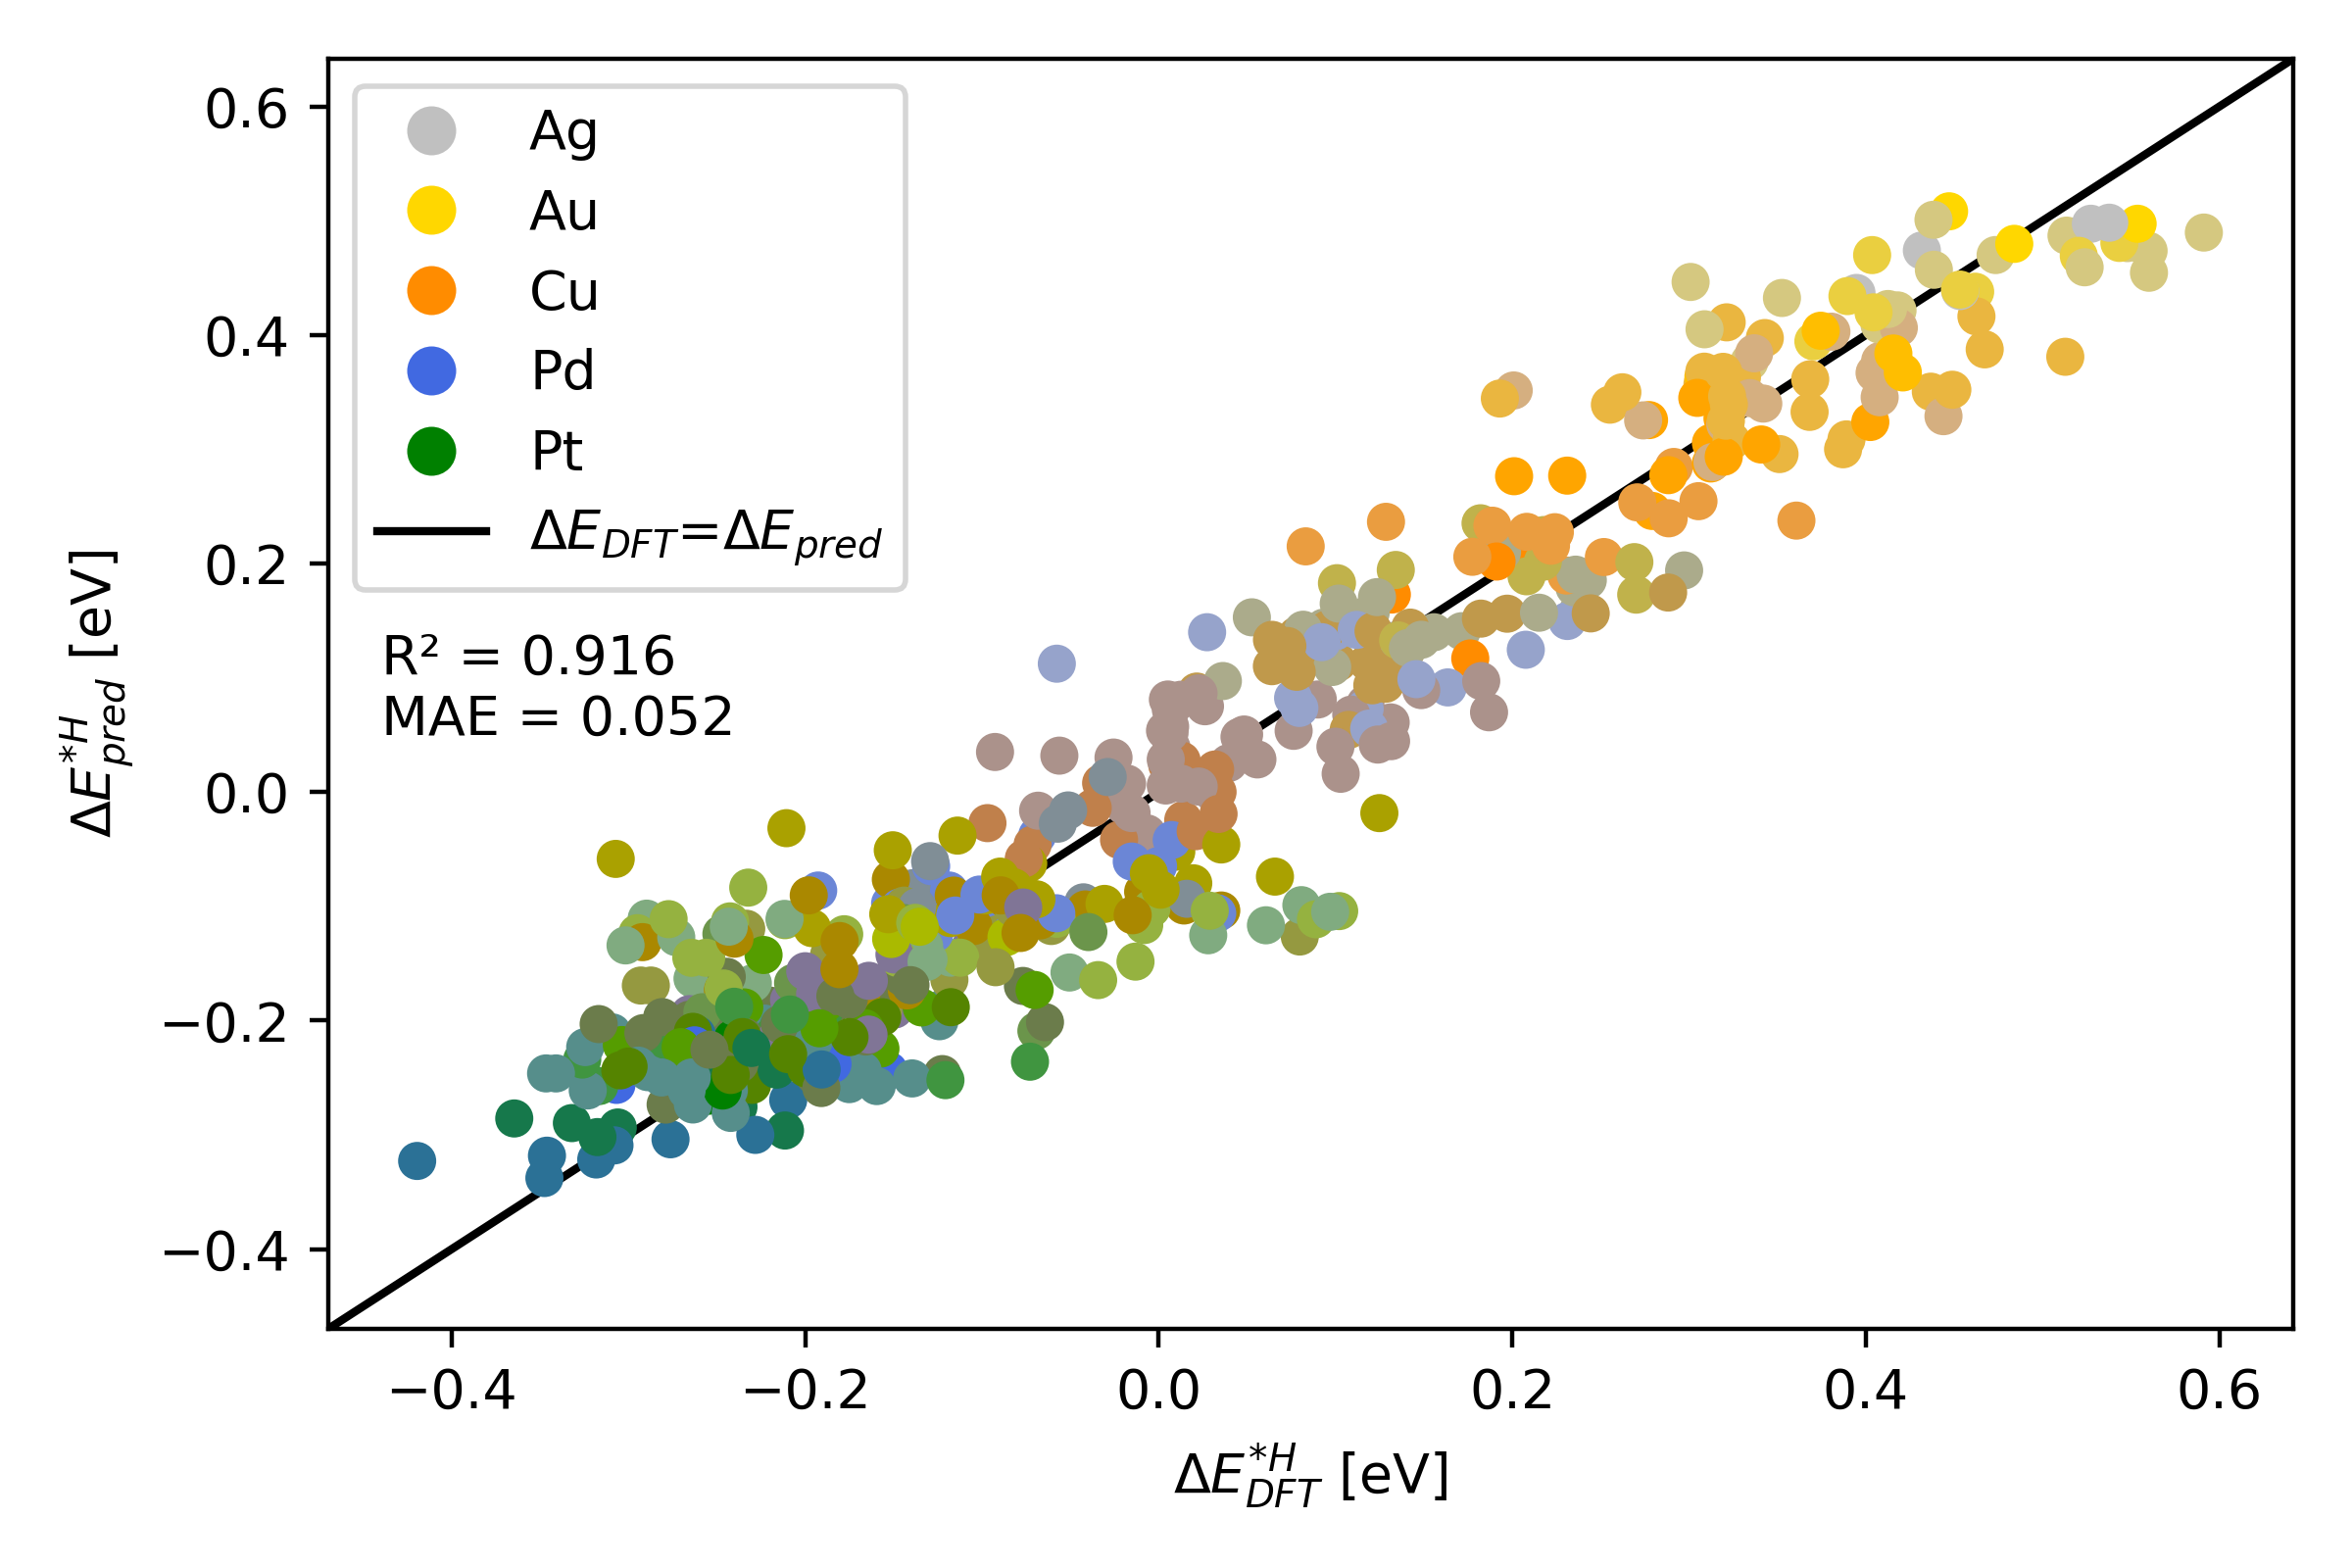 Ag
Au
Cu
Pd
Pt
ΔE_DFT=ΔE_pred
R² = 0.916
MAE = 0.052
ΔE^{*H}_{pred} [eV]
0.6
0.4
0.2
0.0
−0.2
−0.4
−0.4 −0.2 0.0 0.2 0.4 0.6
ΔE^{*H}_{DFT} [eV]